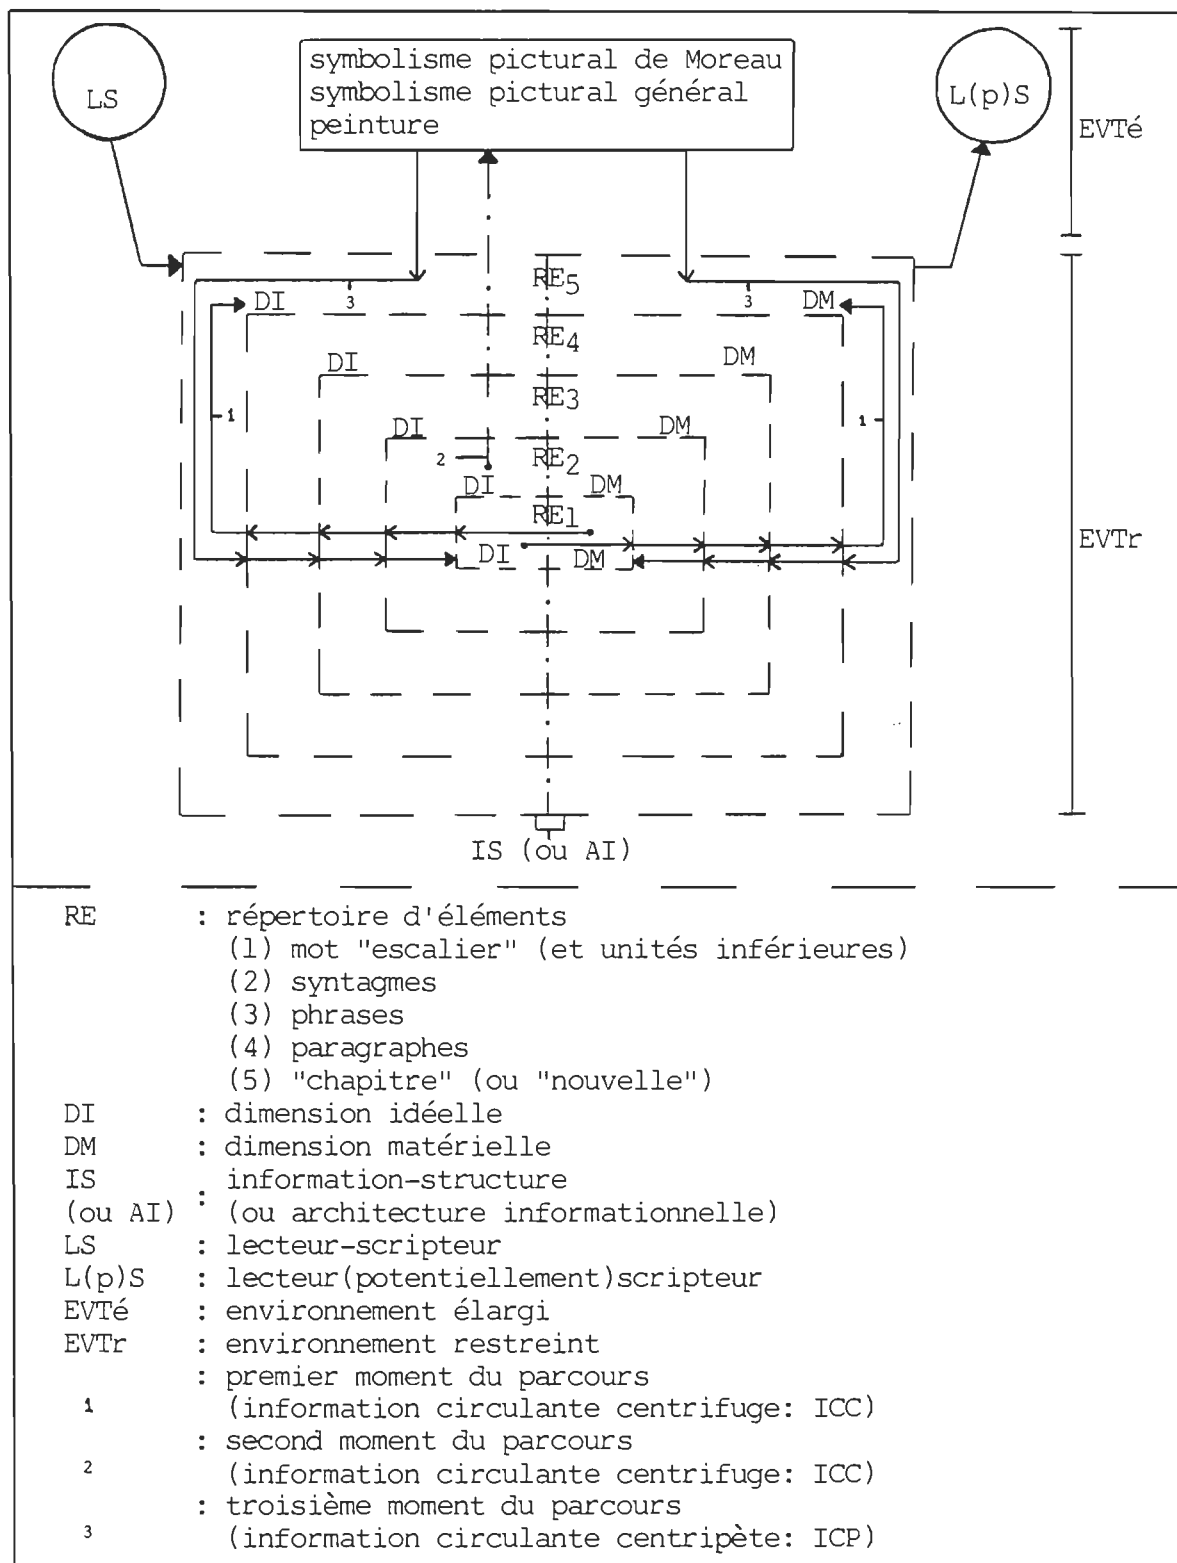 symbolisme pictural de Moreau
symbolisme pictural général
peinture
LS
L(p)S
EVTé
RE5
DI
3
3
DM
RE4
DI
DM
RE3
1
1
DI
DM
2
RE2
DI
DM
RE1
DI
DM
EVTr
IS (ou AI)
RE : répertoire d'éléments
(1) mot "escalier" (et unités inférieures)
(2) syntagmes
(3) phrases
(4) paragraphes
(5) "chapitre" (ou "nouvelle")
DI : dimension idéelle
DM : dimension matérielle
IS information-structure
(ou AI) : (ou architecture informationnelle)
LS : lecteur-scripteur
L(p)S : lecteur(potentiellement)scripteur
EVTé : environnement élargi
EVTr : environnement restreint
: premier moment du parcours
1 (information circulante centrifuge: ICC)
: second moment du parcours
2 (information circulante centrifuge: ICC)
: troisième moment du parcours
3 (information circulante centripète: ICP)